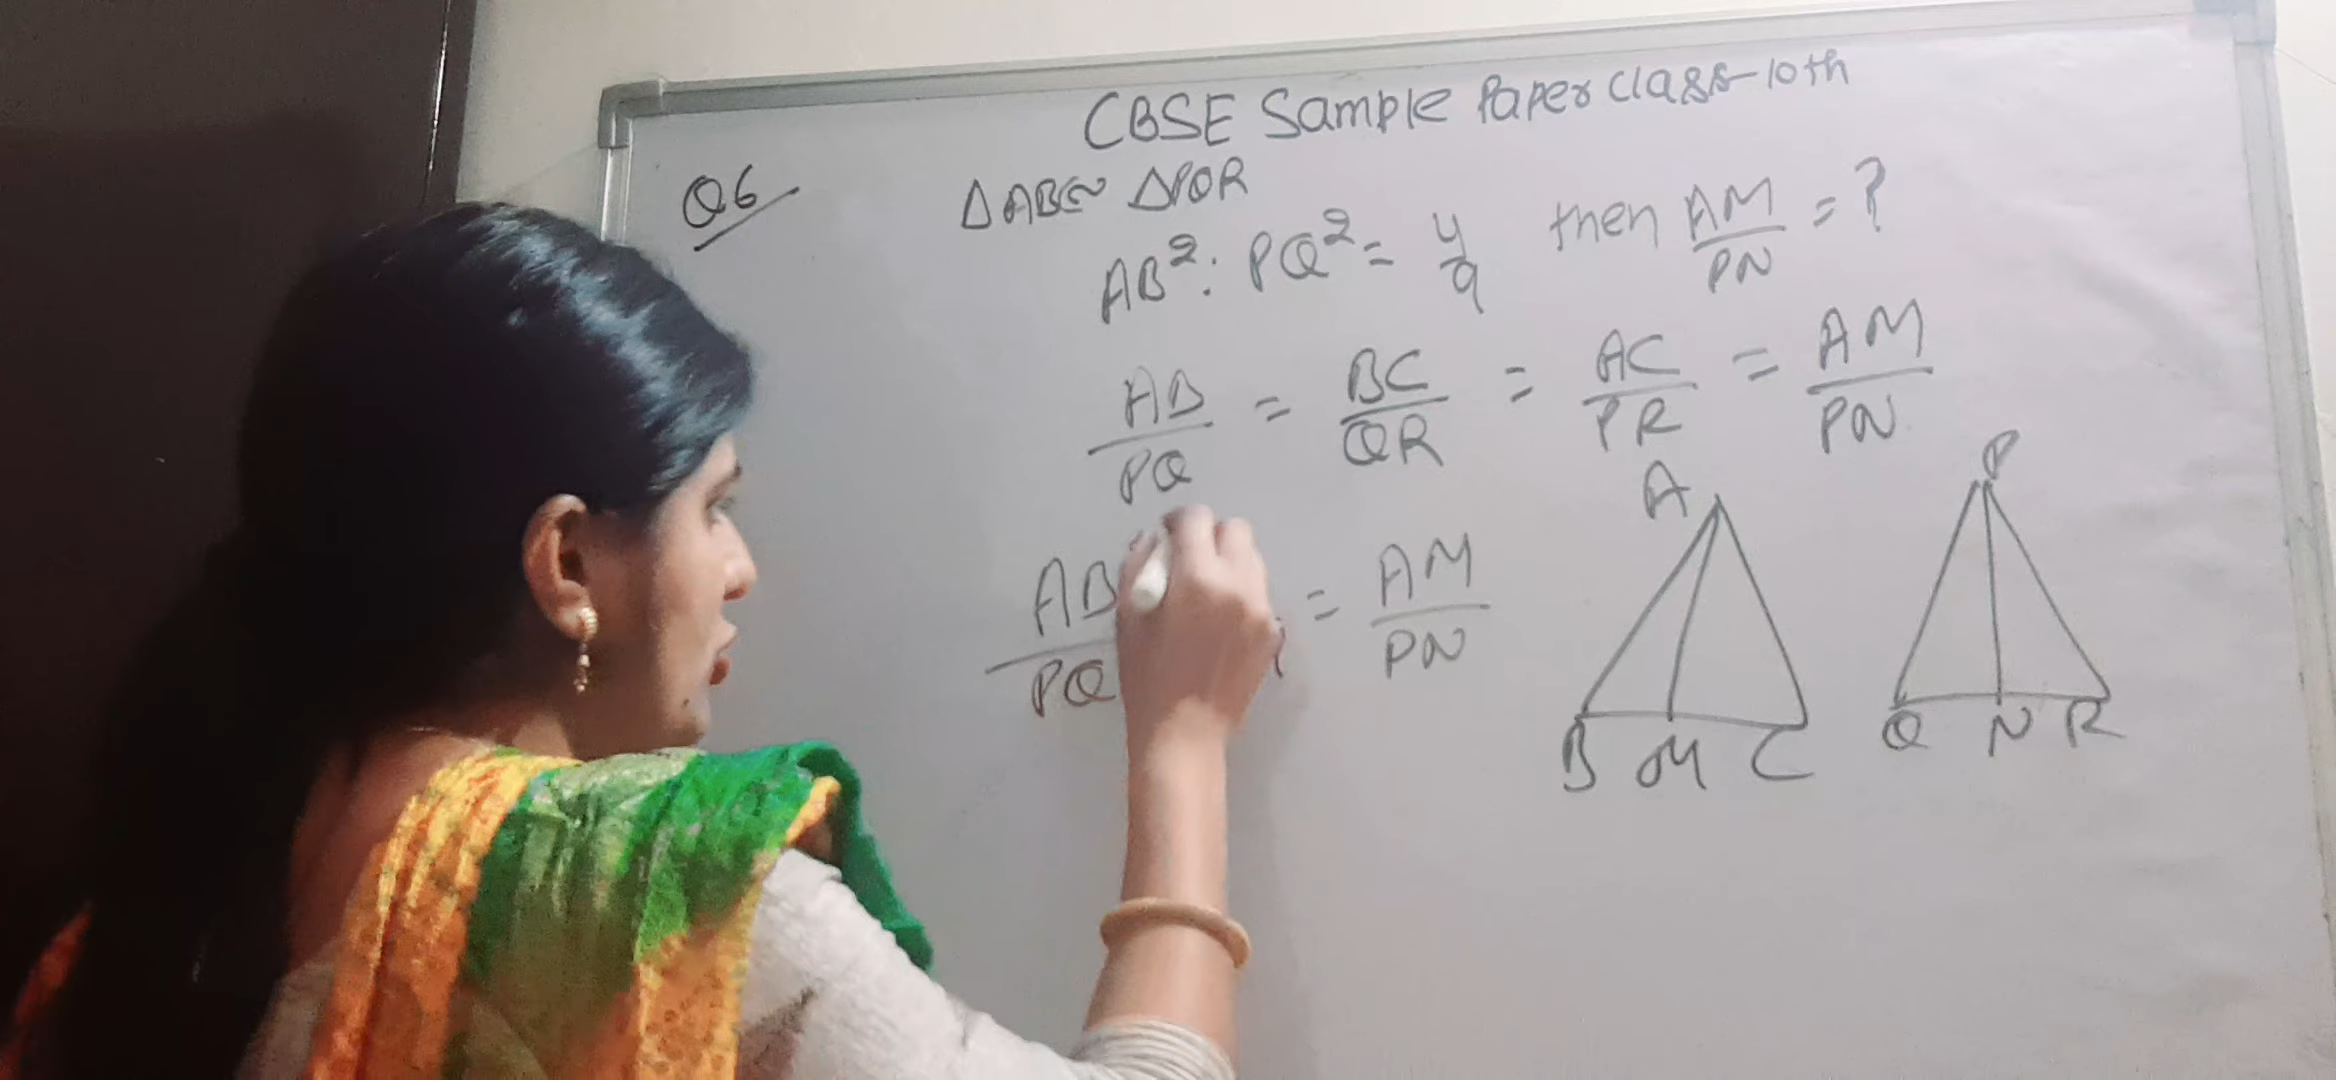 CBSE Sample Paper class-10th
Q6
△ABC ~ △PQR
AB²: PQ² = 4/9 then AM/PN = ?
AB/PQ = BC/QR = AC/PR = AM/PN
AB/PQ = AM/PN
A P
B M C Q N R